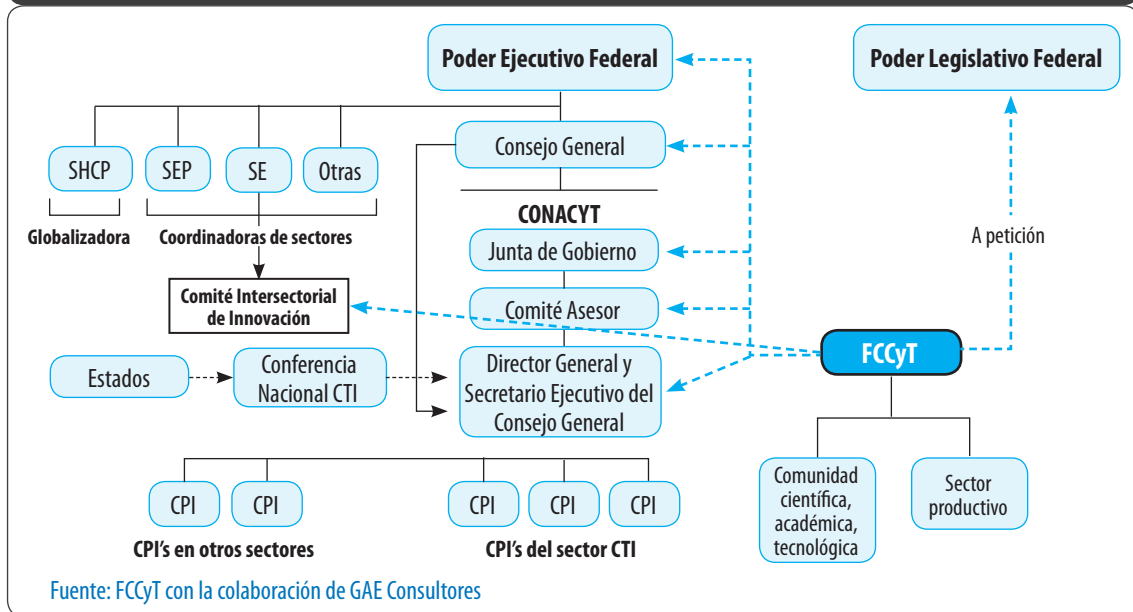 Poder Ejecutivo Federal
Poder Legislativo Federal
Consejo General
SHCP
SEP
SE
Otras
Globalizadora
Coordinadoras de sectores
CONACYT
Junta de Gobierno
A petición
Comité Intersectorial
de Innovación
Comité Asesor
FCCyT
Estados
Conferencia
Nacional CTI
Director General y
Secretario Ejecutivo del
Consejo General
Comunidad
científica,
académica,
tecnológica
Sector
productivo
CPI
CPI
CPI
CPI
CPI
CPI's en otros sectores
CPI's del sector CTI
Fuente: FCCyT con la colaboración de GAE Consultores